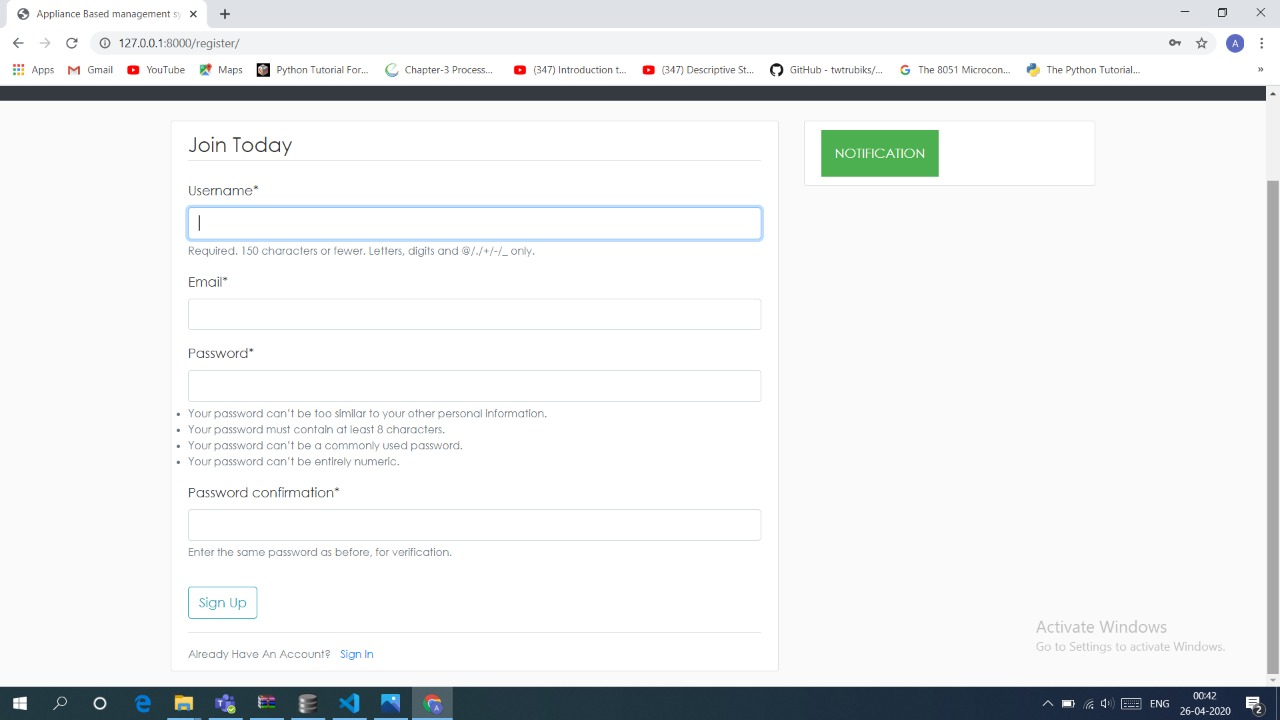 Appliance Based management sy
127.0.0.1:8000/register/
A
Apps
Gmail
YouTube
Maps
Python Tutorial For...
Chapter-3 Process...
(347) Introduction t...
(347) Descriptive St...
GitHub - twtrubiks/...
The 8051 Microcon...
The Python Tutorial...
»
Join Today
NOTIFICATION
Username*
Required. 150 characters or fewer. Letters, digits and @/./+/-/_ only.
Email*
Password*
Your password can't be too similar to your other personal information.
Your password must contain at least 8 characters.
Your password can't be a commonly used password.
Your password can't be entirely numeric.
Password confirmation*
Enter the same password as before, for verification.
Sign Up
Already Have An Account? Sign In
Activate Windows
Go to Settings to activate Windows.
ENG
00:42
26-04-2020
2